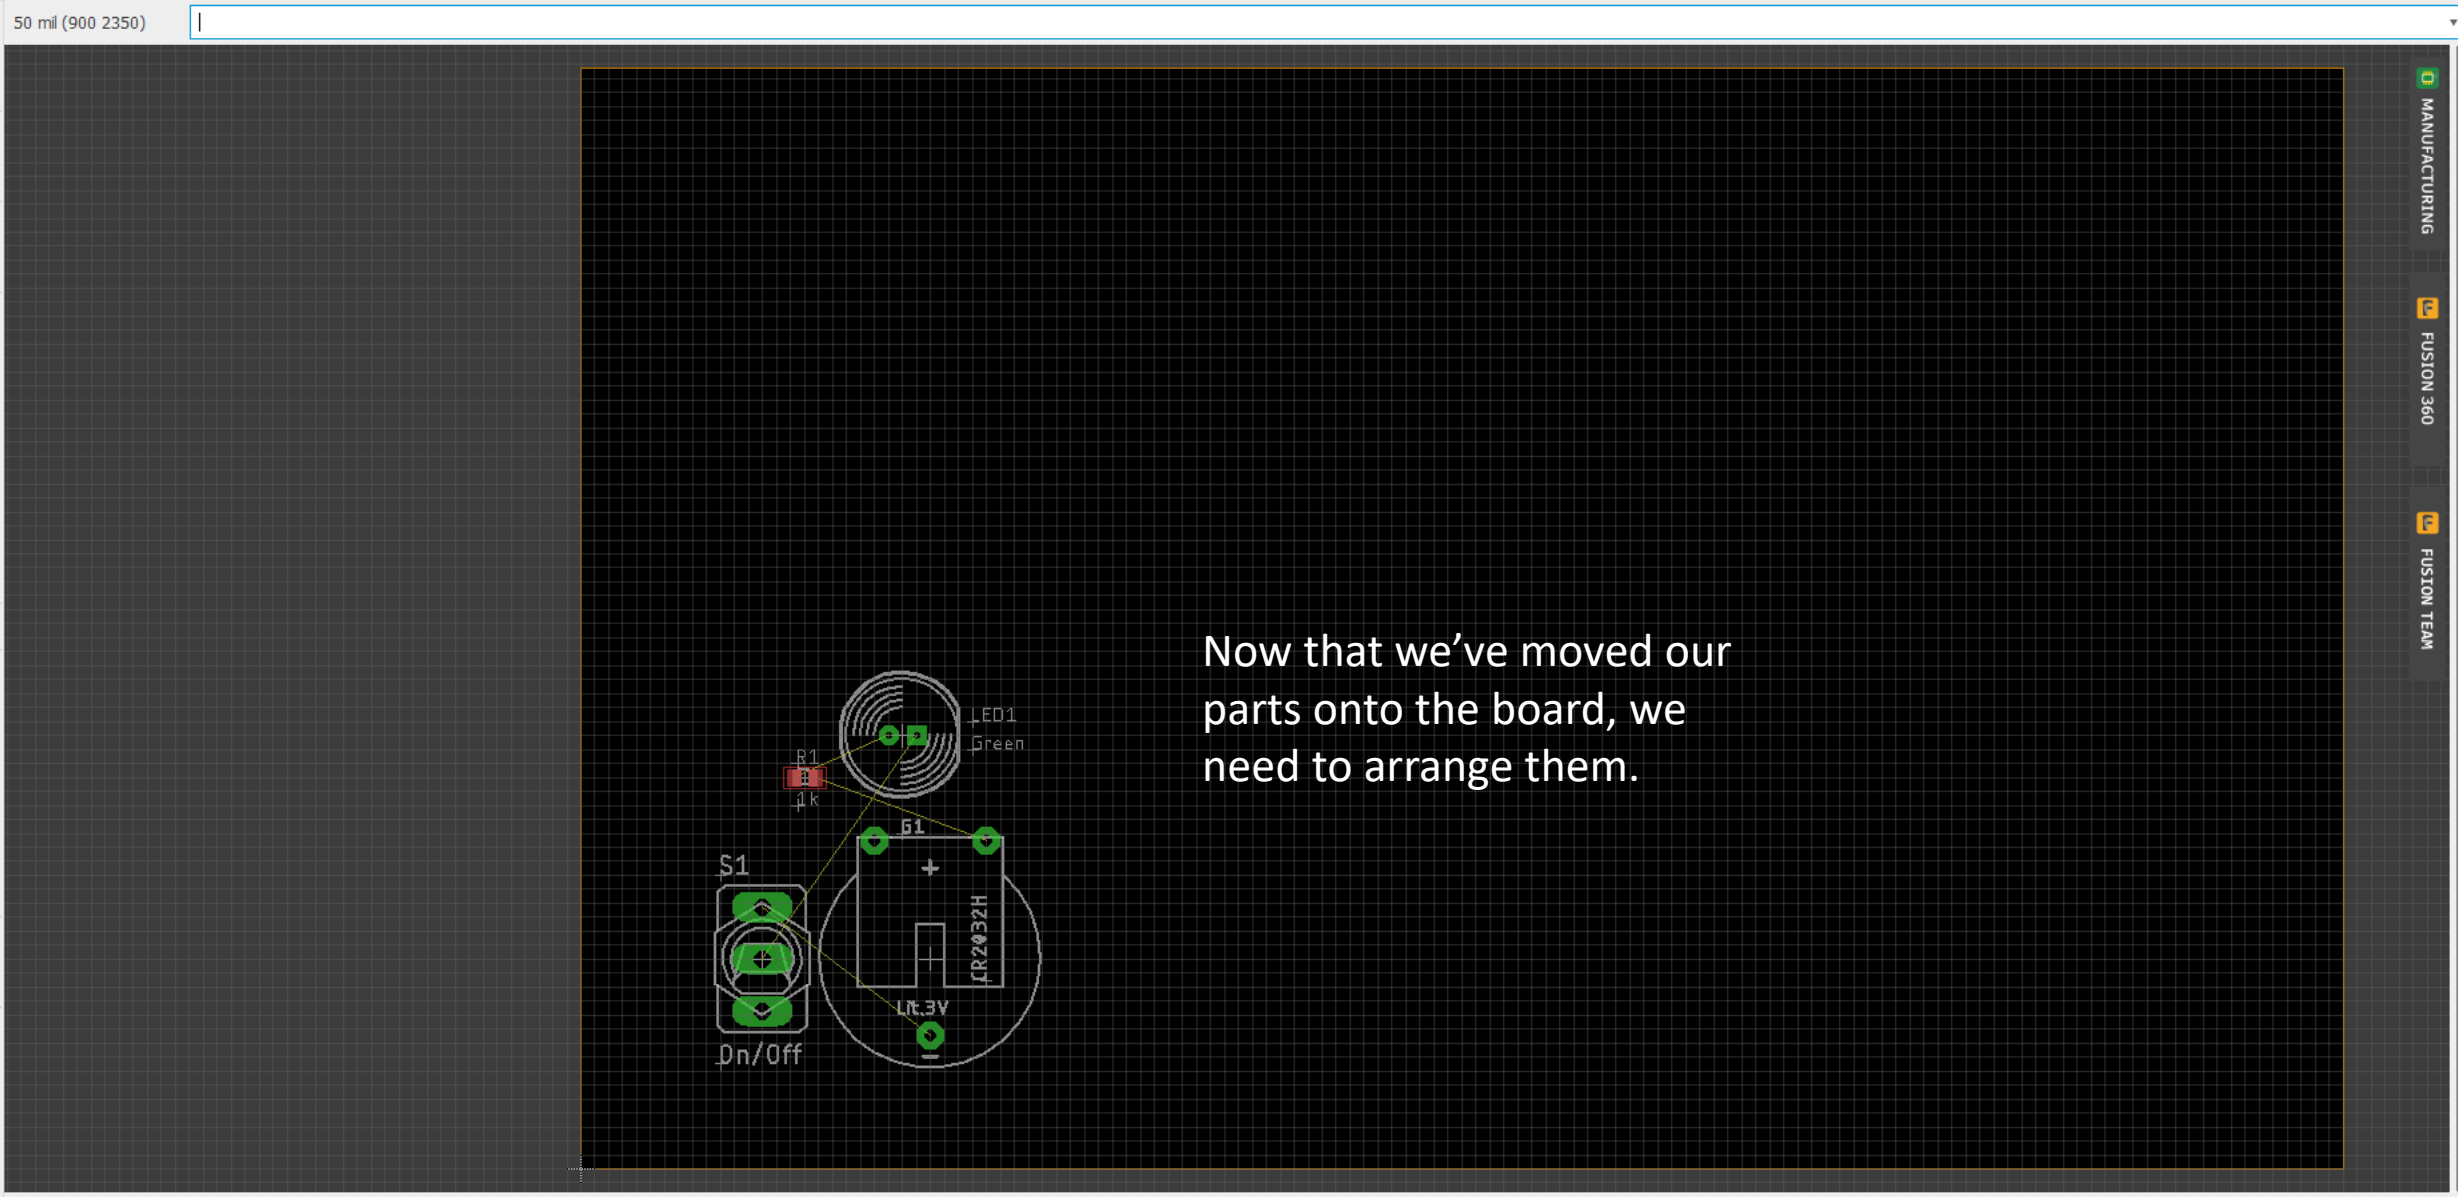 50 mil (900 2350)
MANUFACTURING
FUSION 360
FUSION TEAM
Now that we’ve moved our
parts onto the board, we
need to arrange them.
LED1
Green
R1
1k
G1
+
S1
CR2032H
Lit.3V
On/Off